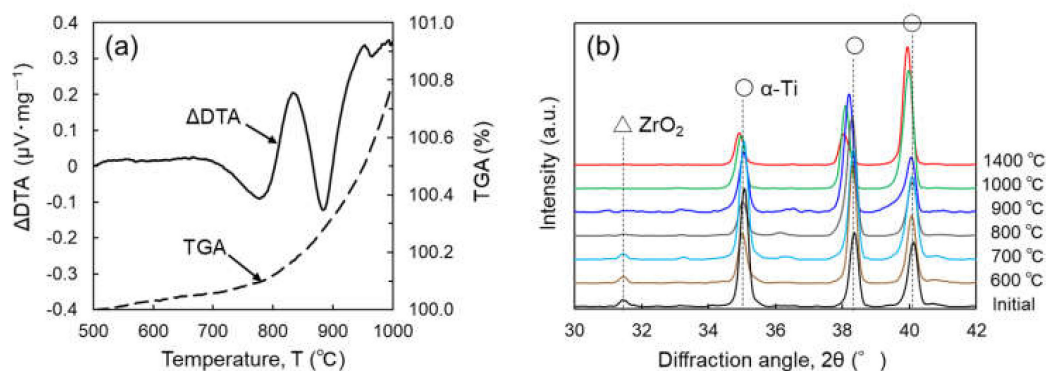 (a)
ΔDTA (μV·mg⁻¹)
0.4
0.3
0.2
0.1
0
-0.1
-0.2
-0.3
-0.4
ΔDTA
TGA
101.0
100.8
100.6
100.4
100.2
100.0
TGA (%)
500 600 700 800 900 1000
Temperature, T (℃)
(b)
Intensity (a.u.)
α-Ti
ZrO₂
1400 ℃
1000 ℃
900 ℃
800 ℃
700 ℃
600 ℃
Initial
30 32 34 36 38 40 42
Diffraction angle, 2θ (°)